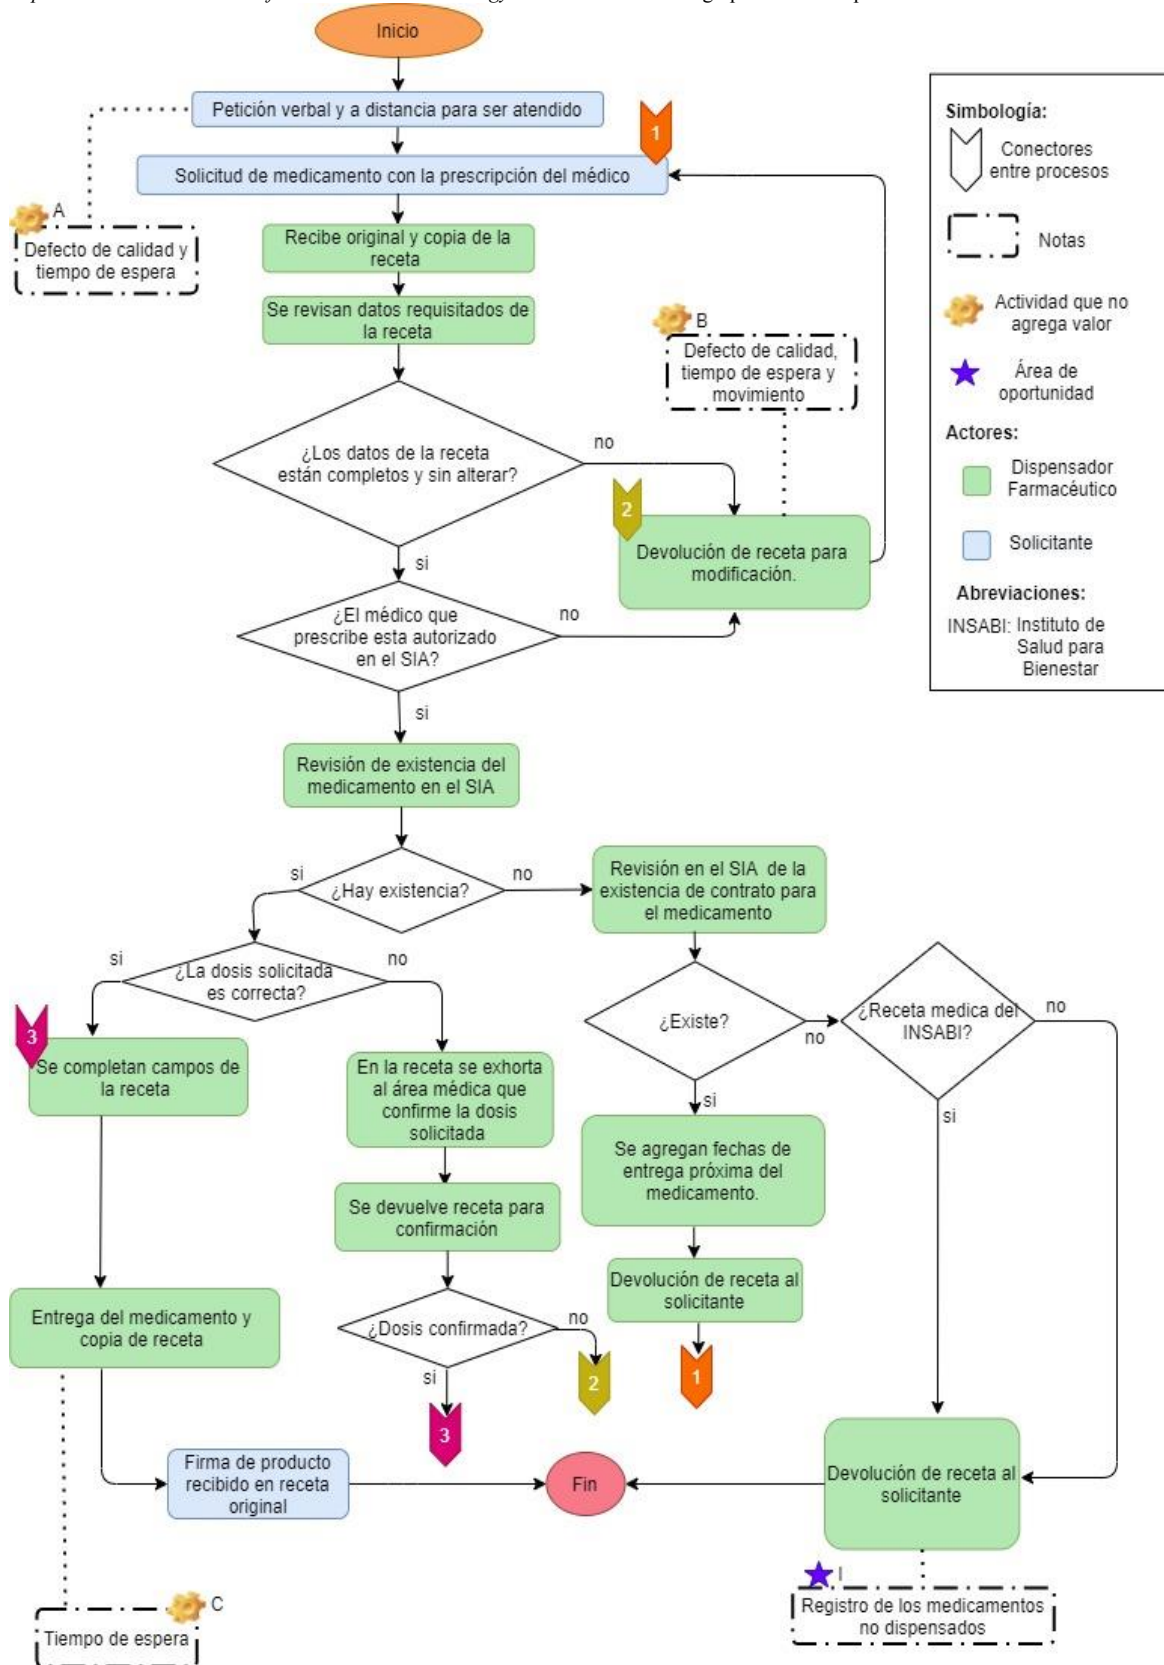 Inicio
Petición verbal y a distancia para ser atendido
1
Solicitud de medicamento con la prescripción del médico
A
Defecto de calidad y
tiempo de espera
Recibe original y copia de la
receta
Se revisan datos requisitados de
la receta
B
Defecto de calidad,
tiempo de espera y
movimiento
¿Los datos de la receta
están completos y sin alterar?
no
si
2
Devolución de receta para
modificación.
¿El médico que
prescribe esta autorizado
en el SIA?
no
si
Simbología:
Conectores
entre procesos
Notas
Actividad que no
agrega valor
Área de
oportunidad
Actores:
Dispensador
Farmacéutico
Solicitante
Abreviaciones:
INSABI: Instituto de
Salud para
Bienestar
Revisión de existencia del
medicamento en el SIA
si
¿Hay existencia?
no
Revisión en el SIA de la
existencia de contrato para
el medicamento
si
¿La dosis solicitada
es correcta?
no
¿Existe?
no
si
¿Receta medica del
INSABI?
no
si
3
Se completan campos de
la receta
En la receta se exhorta
al área médica que
confirme la dosis
solicitada
Se agregan fechas de
entrega próxima del
medicamento.
Se devuelve receta para
confirmación
Devolución de receta al
solicitante
Entrega del medicamento y
copia de receta
¿Dosis confirmada?
no
si
2
1
3
Firma de producto
recibido en receta
original
Fin
Devolución de receta al
solicitante
I
Registro de los medicamentos
no dispensados
C
Tiempo de espera